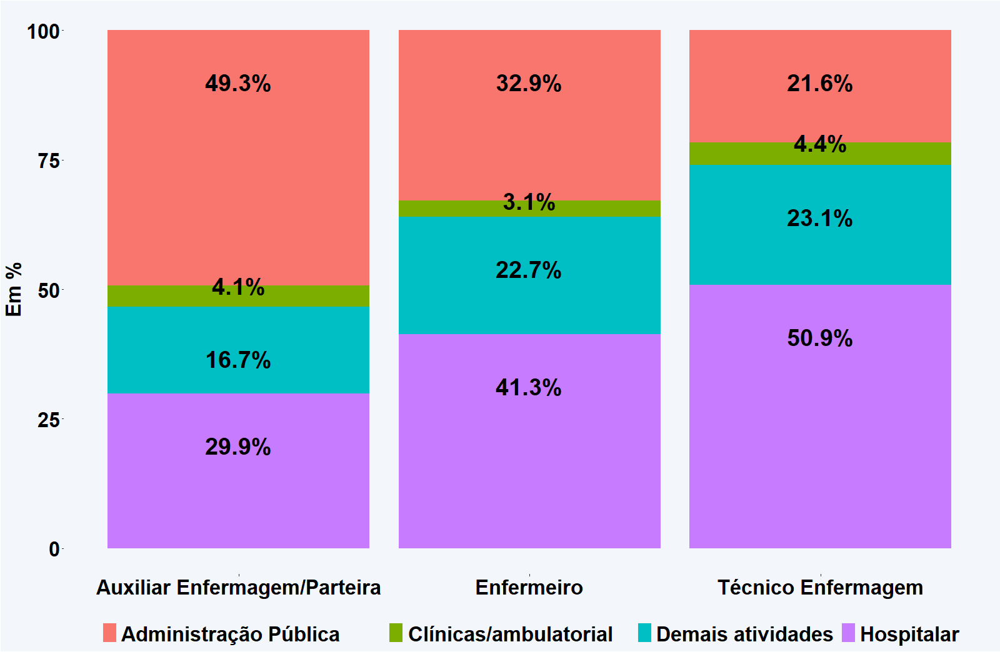 Em %
100
75
50
25
0
49.3%
4.1%
16.7%
29.9%
32.9%
3.1%
22.7%
41.3%
21.6%
4.4%
23.1%
50.9%
Auxiliar Enfermagem/Parteira
Enfermeiro
Técnico Enfermagem
Administração Pública
Clínicas/ambulatorial
Demais atividades
Hospitalar